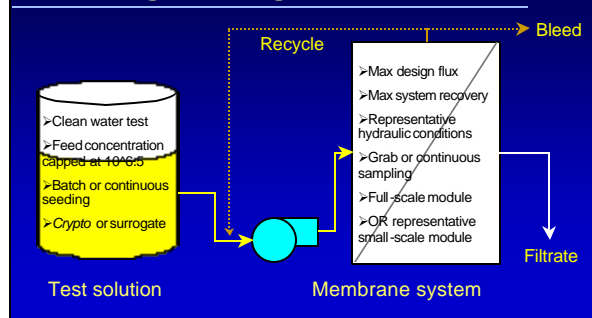 Recycle
Bleed
➢Clean water test
➢Feed concentration
capped at 10^6.5
➢Batch or continuous
seeding
➢Crypto or surrogate
➢Max design flux
➢Max system recovery
➢Representative
hydraulic conditions
➢Grab or continuous
sampling
➢Full-scale module
➢OR representative
small-scale module
Filtrate
Test solution
Membrane system